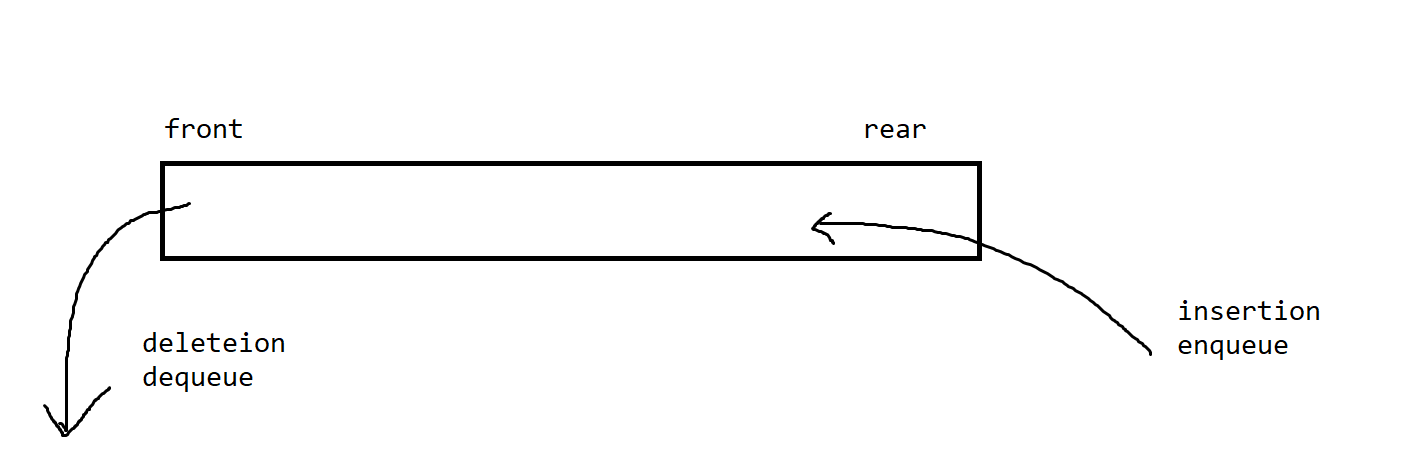 front
rear
deleteion
dequeue
insertion
enqueue